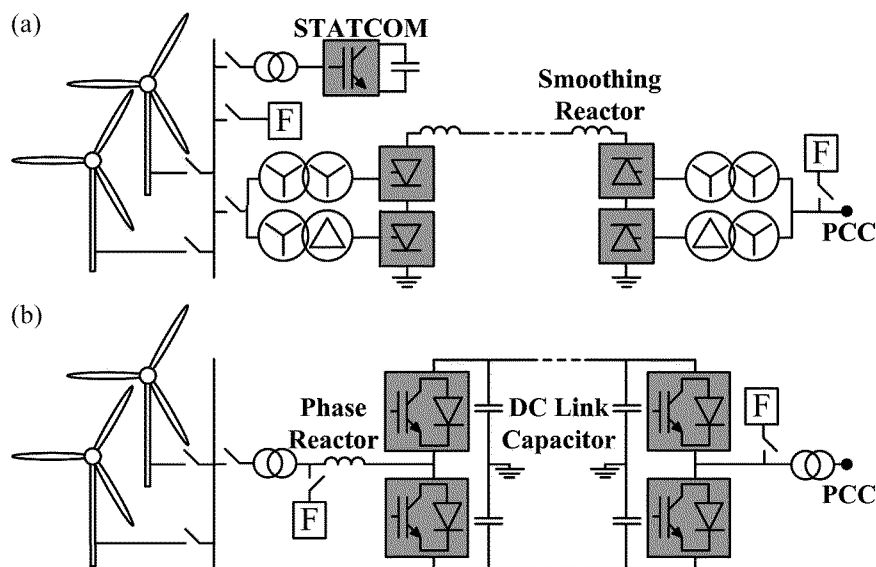 (a)
STATCOM
Smoothing
Reactor
F
F
PCC
(b)
Phase
Reactor
DC Link
Capacitor
F
F
PCC